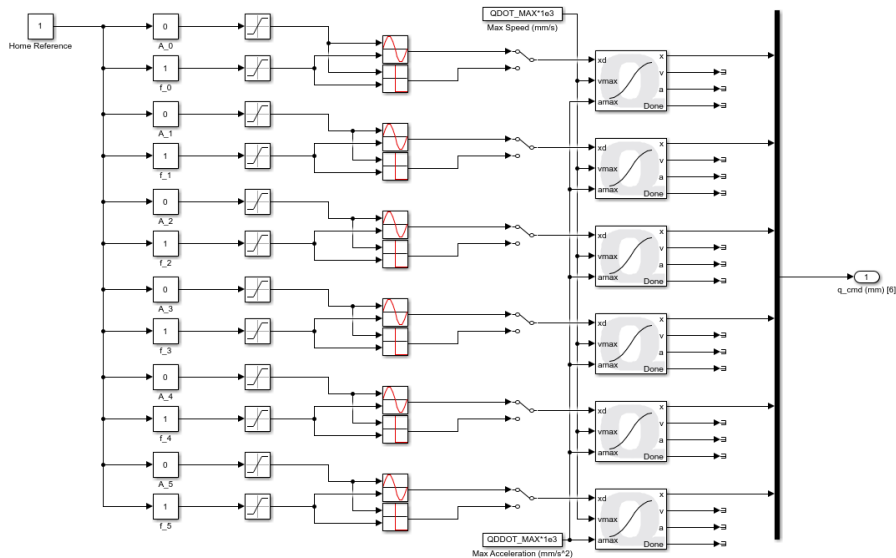 1
Home Reference
0
A_0
1
f_0
0
A_1
1
f_1
0
A_2
1
f_2
0
A_3
1
f_3
0
A_4
1
f_4
0
A_5
1
f_5
QDOT_MAX*1e3
Max Speed (mm/s)
xd
vmax
amax
x
v
a
Done
xd
vmax
amax
x
v
a
Done
xd
vmax
amax
x
v
a
Done
xd
vmax
amax
x
v
a
Done
xd
vmax
amax
x
v
a
Done
xd
vmax
amax
x
v
a
Done
QDDOT_MAX*1e3
Max Acceleration (mm/s^2)
1
q_cmd (mm) [6]